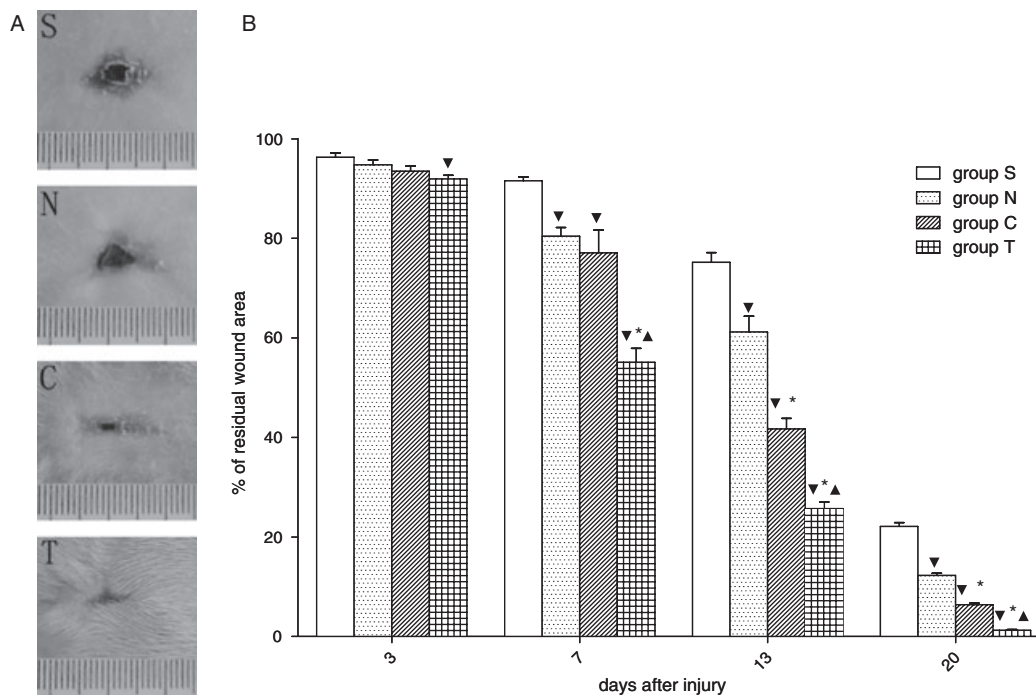 A
S
N
C
T
B
% of residual wound area
100
80
60
40
20
0
▼
▼
▼
▼*▲
▼
▼ *
▼*▲
▼
▼ *
▼*▲
3
7
13
20
days after injury
group S
group N
group C
group T